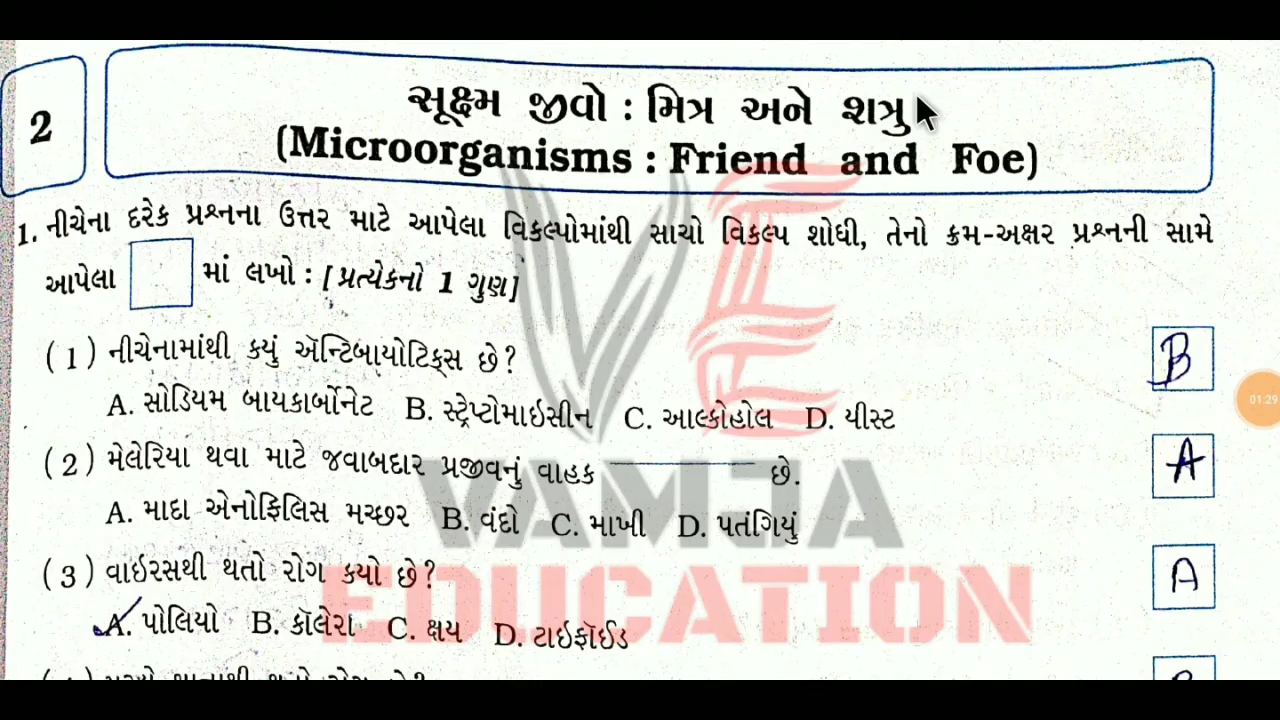 2
સૂક્ષ્મ જીવો : મિત્ર અને શત્રુ
(Microorganisms : Friend and Foe)
1. નીચેના દરેક પ્રશ્નના ઉત્તર માટે આપેલા વિકલ્પોમાંથી સાચો વિકલ્પ શોધી, તેનો ક્રમ-અક્ષર પ્રશ્નની સામે
આપેલા માં લખો : [પ્રત્યેકનો 1 ગુણ]
(1) નીચેનામાંથી કયું ઍન્ટિબાયોટિક્સ છે? B
A. સોડિયમ બાયકાર્બોનેટ B. સ્ટ્રેપ્ટોમાઇસીન C. આલ્કોહોલ D. યીસ્ટ
01:29
(2) મેલેરિયા થવા માટે જવાબદાર પ્રજીવનું વાહક ________ છે. A
A. માદા એનોફિલિસ મચ્છર B. વંદો C. માખી D. પતંગિયું
VAMJA
(3) વાઇરસથી થતો રોગ કયો છે? A
EDUCATION
A. પોલિયો B. કૉલેરા C. ક્ષય D. ટાઇફૉઈડ